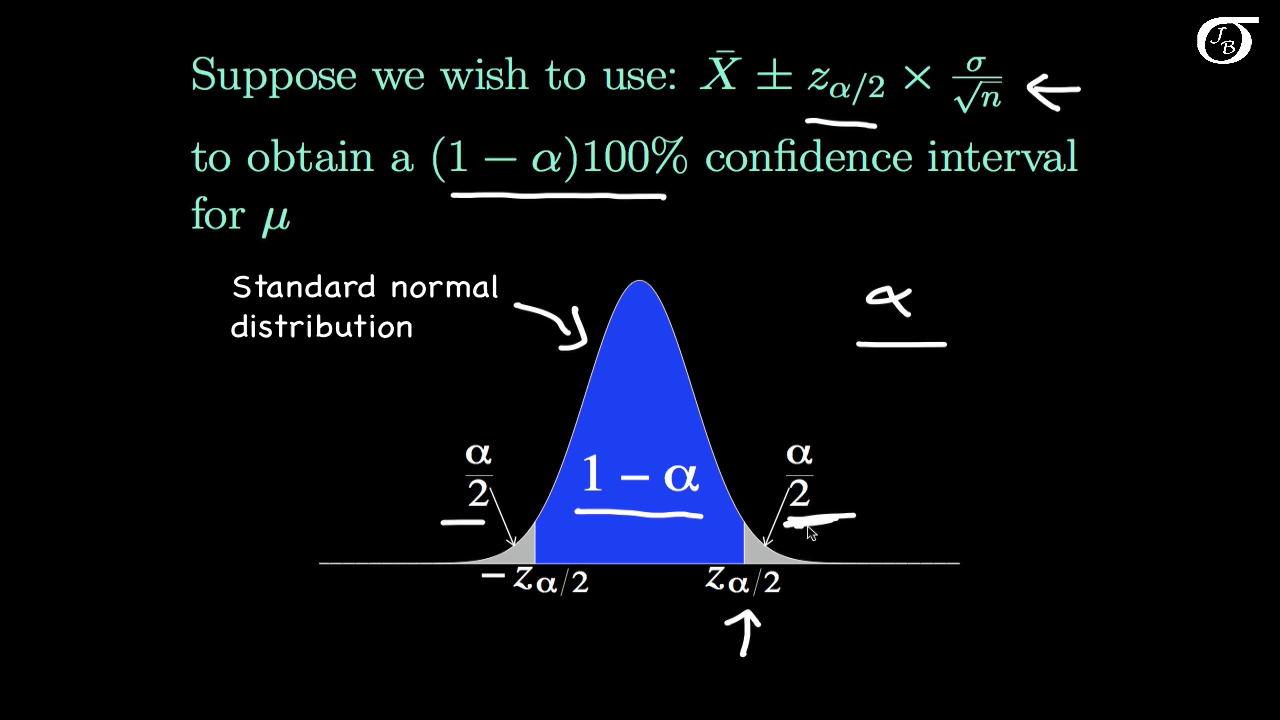 Suppose we wish to use: X̄ ± z_{α/2} × σ/√n
to obtain a (1 − α)100% confidence interval
for μ
Standard normal
distribution
α
α/2
1 − α
α/2
−z_{α/2}
z_{α/2}
JB